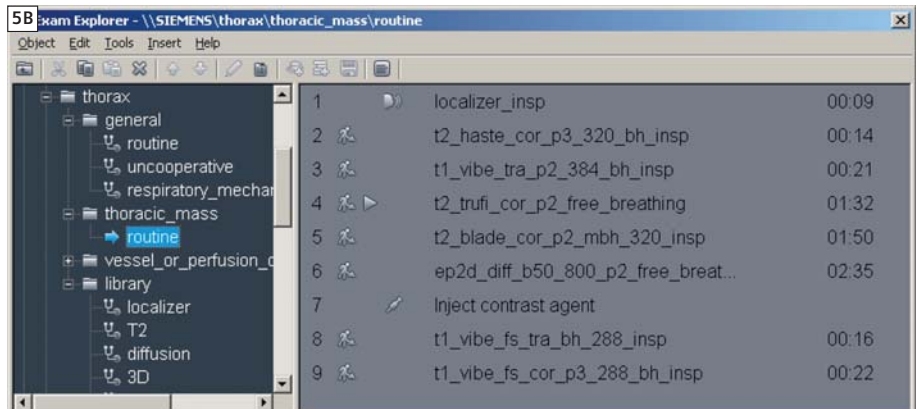 5B
Exam Explorer - \\SIEMENS\thorax\thoracic_mass\routine
Object Edit Tools Insert Help
thorax
general
routine
uncooperative
respiratory_mechar
thoracic_mass
routine
vessel_or_perfusion_c
library
localizer
T2
diffusion
3D
1 localizer_insp 00:09
2 t2_haste_cor_p3_320_bh_insp 00:14
3 t1_vibe_tra_p2_384_bh_insp 00:21
4 t2_trufi_cor_p2_free_breathing 01:32
5 t2_blade_cor_p2_mbh_320_insp 01:50
6 ep2d_diff_b50_800_p2_free_breat... 02:35
7 Inject contrast agent
8 t1_vibe_fs_tra_bh_288_insp 00:16
9 t1_vibe_fs_cor_p3_288_bh_insp 00:22